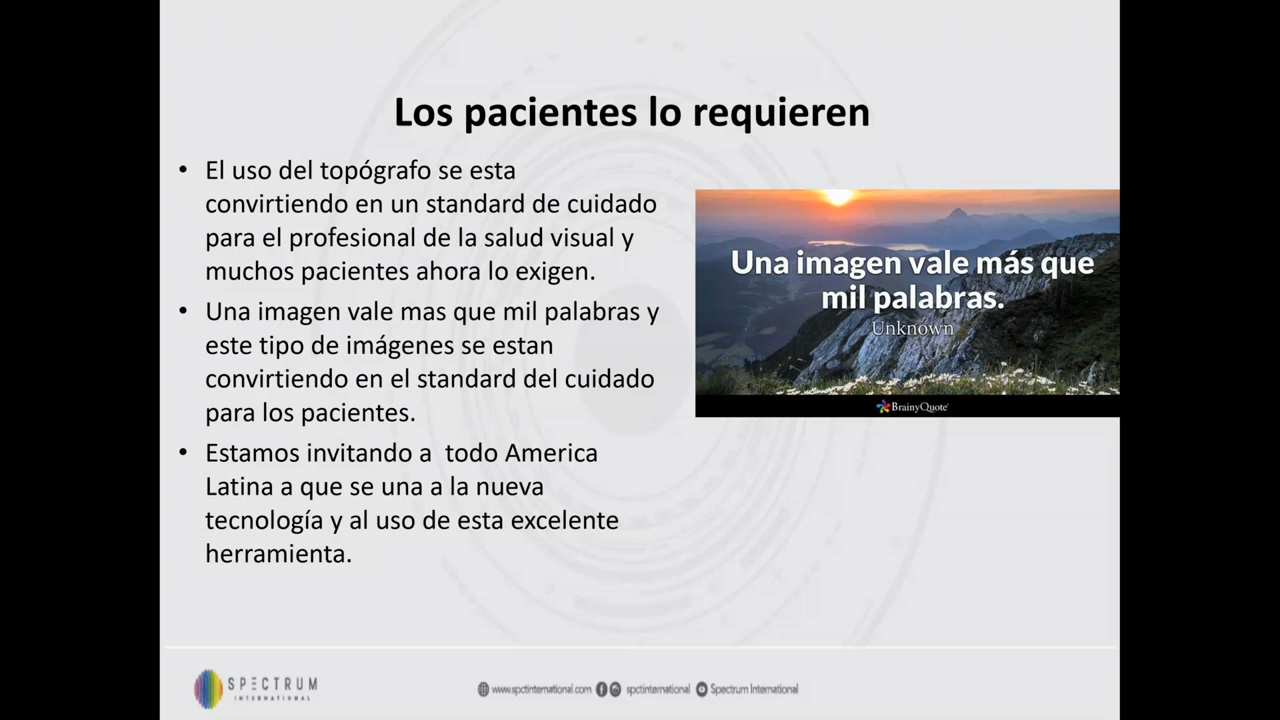 Los pacientes lo requieren
• El uso del topógrafo se esta
convirtiendo en un standard de cuidado
para el profesional de la salud visual y
muchos pacientes ahora lo exigen.
• Una imagen vale mas que mil palabras y
este tipo de imágenes se estan
convirtiendo en el standard del cuidado
para los pacientes.
• Estamos invitando a  todo America
Latina a que se una a la nueva
tecnología y al uso de esta excelente
herramienta.
Una imagen vale más que
mil palabras.
Unknown
BrainyQuote
SPECTRUM
INTERNATIONAL
www.spctinternational.com spctinternational Spectrum International